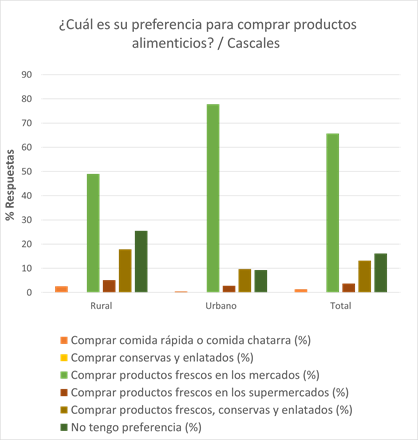 ¿Cuál es su preferencia para comprar productos
alimenticios? / Cascales
% Respuestas
90
80
70
60
50
40
30
20
10
0
Rural
Urbano
Total
Comprar comida rápida o comida chatarra (%)
Comprar conservas y enlatados (%)
Comprar productos frescos en los mercados (%)
Comprar productos frescos en los supermercados (%)
Comprar productos frescos, conservas y enlatados (%)
No tengo preferencia (%)